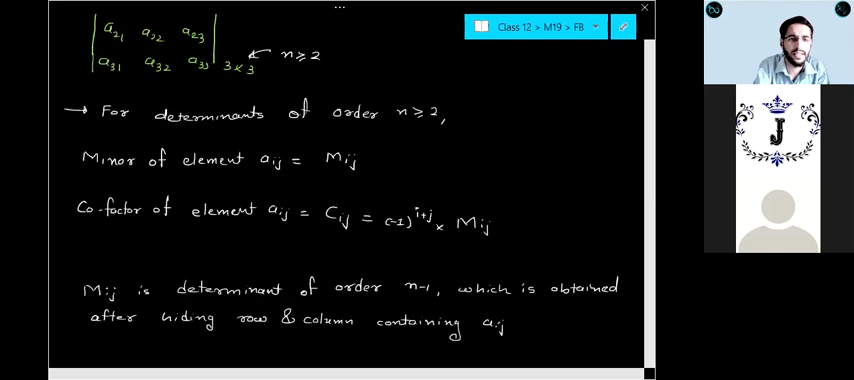 Class 12 > M19 > FB
a21 a22 a23
a31 a32 a33 3×3 ← n≥2
→ For determinants of order n≥2,
Minor of element aij = Mij
Co-factor of element aij = Cij = (-1)^i+j × Mij
Mij is determinant of order n-1, which is obtained
after hiding row & column containing aij
J